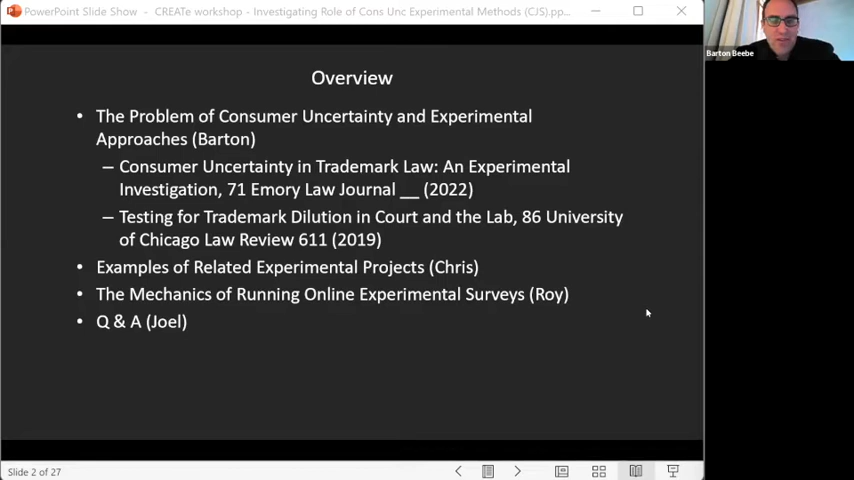 PowerPoint Slide Show - CREATe workshop - Investigating Role of Cons Unc Experimental Methods (CJS).pp...
Barton Beebe
Overview
• The Problem of Consumer Uncertainty and Experimental
Approaches (Barton)
– Consumer Uncertainty in Trademark Law: An Experimental
Investigation, 71 Emory Law Journal __ (2022)
– Testing for Trademark Dilution in Court and the Lab, 86 University
of Chicago Law Review 611 (2019)
• Examples of Related Experimental Projects (Chris)
• The Mechanics of Running Online Experimental Surveys (Roy)
• Q & A (Joel)
Slide 2 of 27